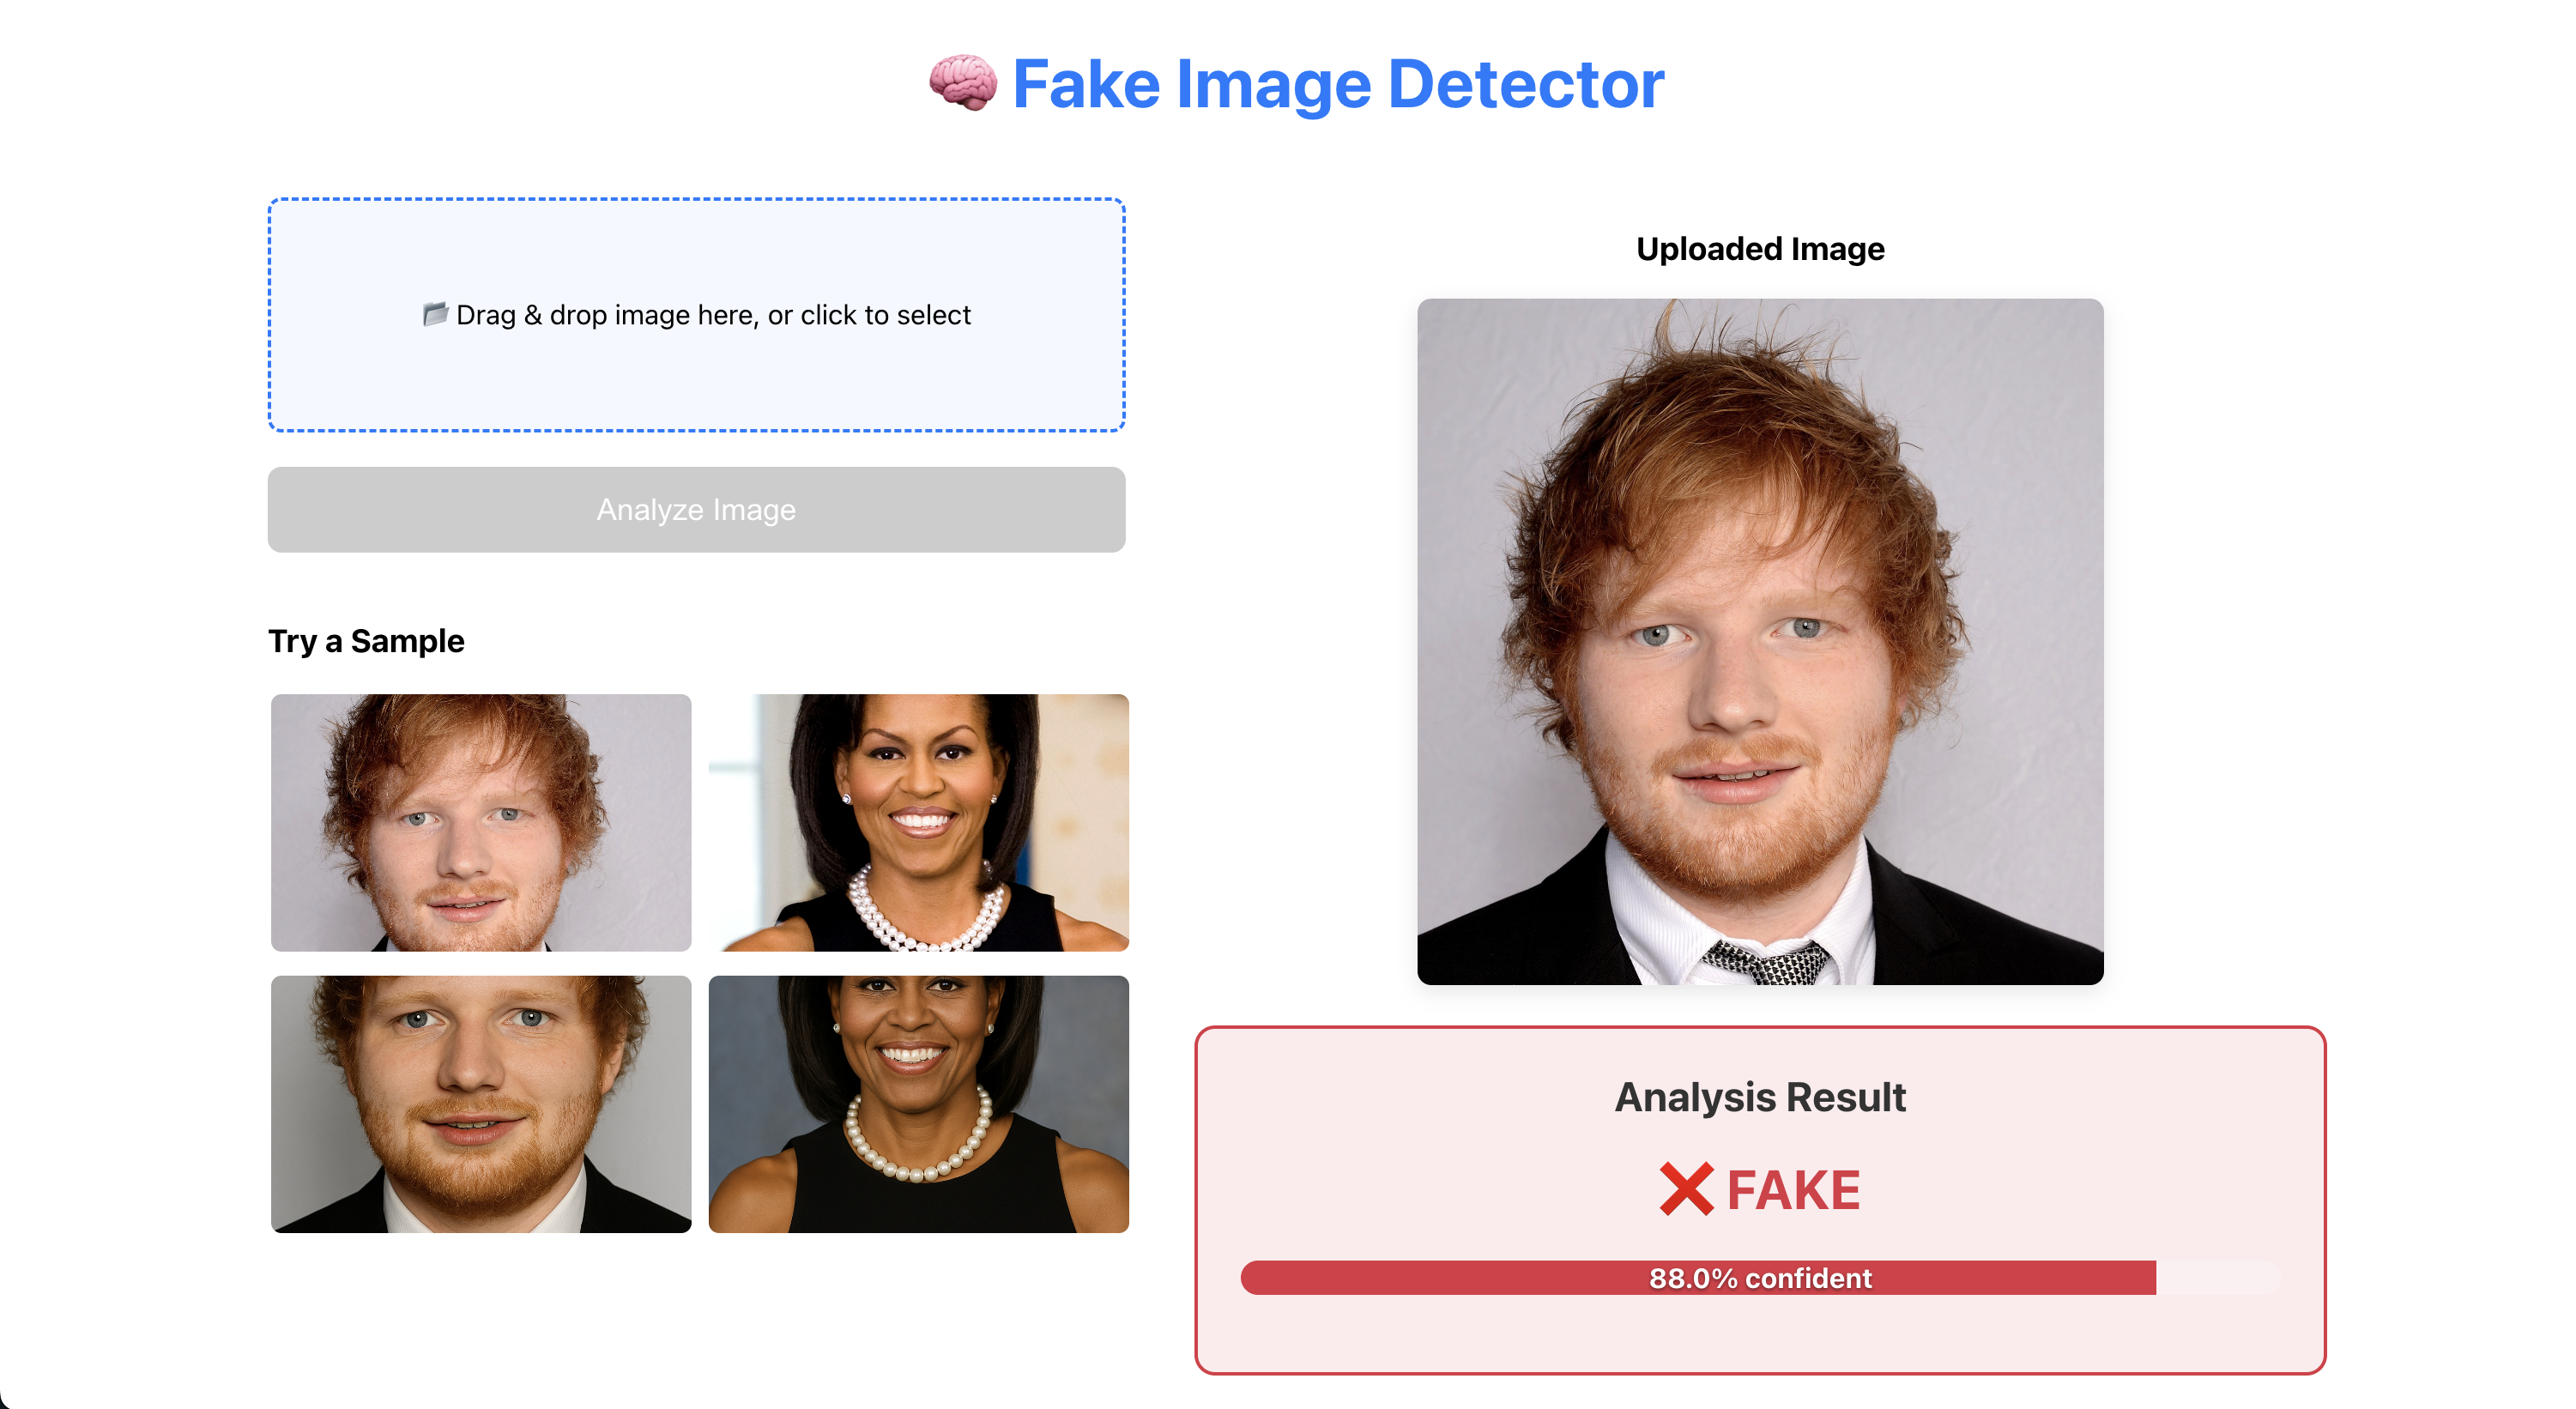 Fake Image Detector
Drag & drop image here, or click to select
Analyze Image
Try a Sample
Uploaded Image
Analysis Result
FAKE
88.0% confident